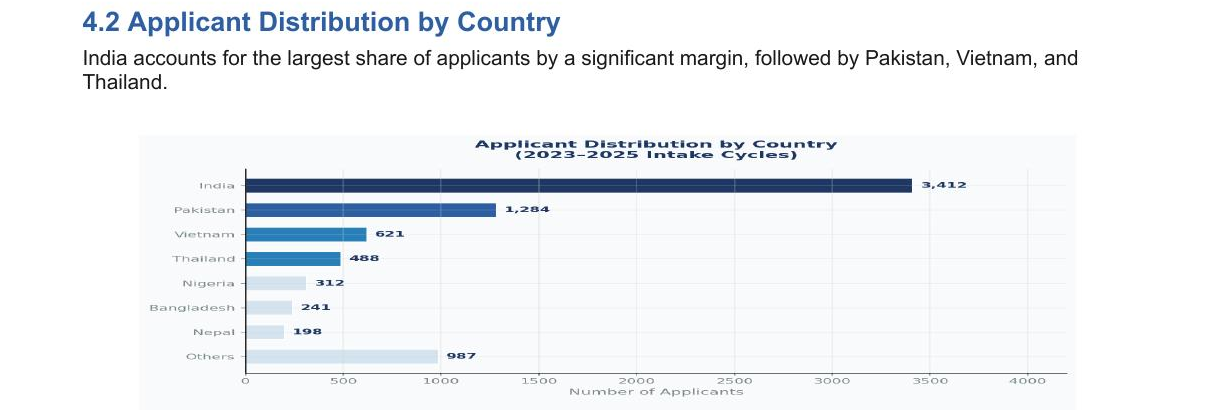 4.2 Applicant Distribution by Country
India accounts for the largest share of applicants by a significant margin, followed by Pakistan, Vietnam, and
Thailand.
Applicant Distribution by Country
(2023–2025 Intake Cycles)
India 3,412
Pakistan 1,284
Vietnam 621
Thailand 488
Nigeria 312
Bangladesh 241
Nepal 198
Others 987
0 500 1000 1500 2000 2500 3000 3500 4000
Number of Applicants